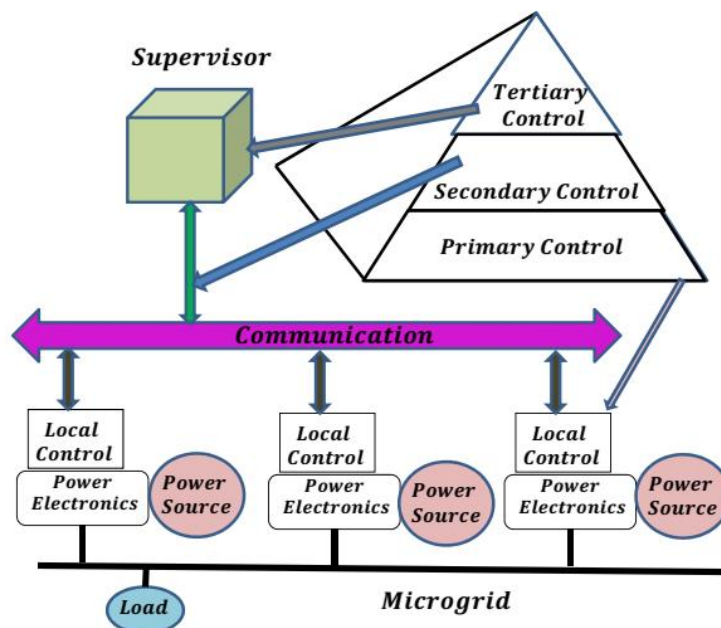 Supervisor
Tertiary
Control
Secondary Control
Primary Control
Communication
Local
Control
Power
Electronics
Power
Source
Local
Control
Power
Electronics
Power
Source
Local
Control
Power
Electronics
Power
Source
Load
Microgrid